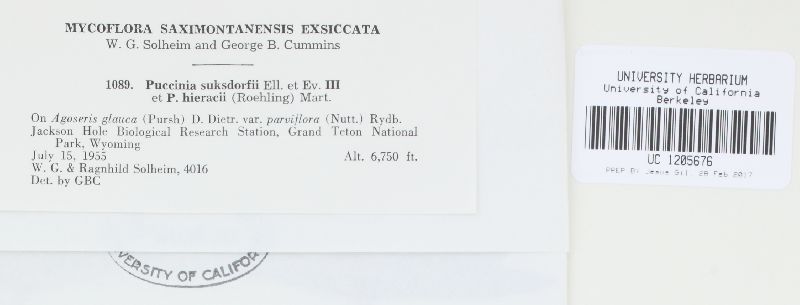 MYCOFLORA SAXIMONTANENSIS EXSICCATA
W. G. Solheim and George B. Cummins
1089. Puccinia suksdorfii Ell. et Ev. III
et P. hieracii (Roehling) Mart.
On Agoseris glauca (Pursh) D. Dietr. var. parviflora (Nutt.) Rydb.
Jackson Hole Biological Research Station, Grand Teton National
Park, Wyoming
July 15, 1955 Alt. 6,750 ft.
W. G. & Ragnhild Solheim, 4016
Det. by GBC
UNIVERSITY HERBARIUM
University of California
Berkeley
UC 1205676
PREP BY Jesus Gil, 28 Feb 2017
ERSITY OF CALIFOR